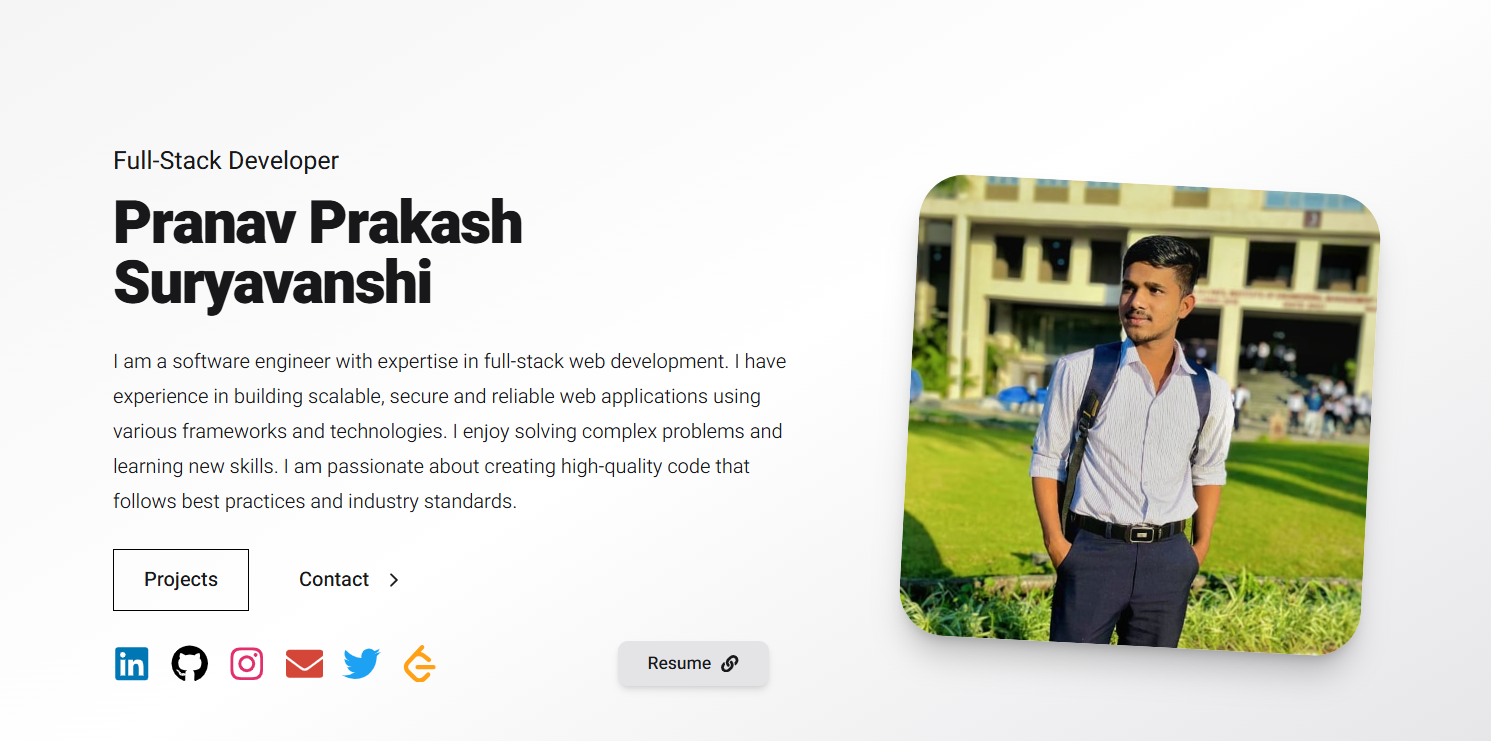 Full-Stack Developer
Pranav Prakash
Suryavanshi
I am a software engineer with expertise in full-stack web development. I have
experience in building scalable, secure and reliable web applications using
various frameworks and technologies. I enjoy solving complex problems and
learning new skills. I am passionate about creating high-quality code that
follows best practices and industry standards.
Projects
Contact
in
Resume